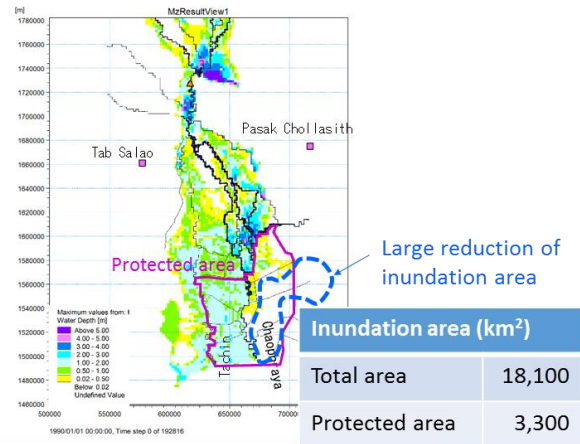 [m]
MzResultView1
1780000
1760000
1740000
1720000
1700000
1680000
1660000
1640000
1620000
1600000
1580000
1560000
1540000
1520000
1500000
1480000
1460000
Pasak Chollasith
Tab Salao
Protected area
Large reduction of
inundation area
Maximum values from:
Water Depth [m]
Above 5.00
4.00 - 5.00
3.00 - 4.00
2.00 - 3.00
1.00 - 2.00
0.50 - 1.00
0.02 - 0.50
Below 0.02
Undefined Value
Tachin
Chaophraya
500000
550000
600000
650000
70000
1990/01/01 00:00:00, Time step 0 of 192816
Inundation area (km²)
Total area 18,100
Protected area 3,300